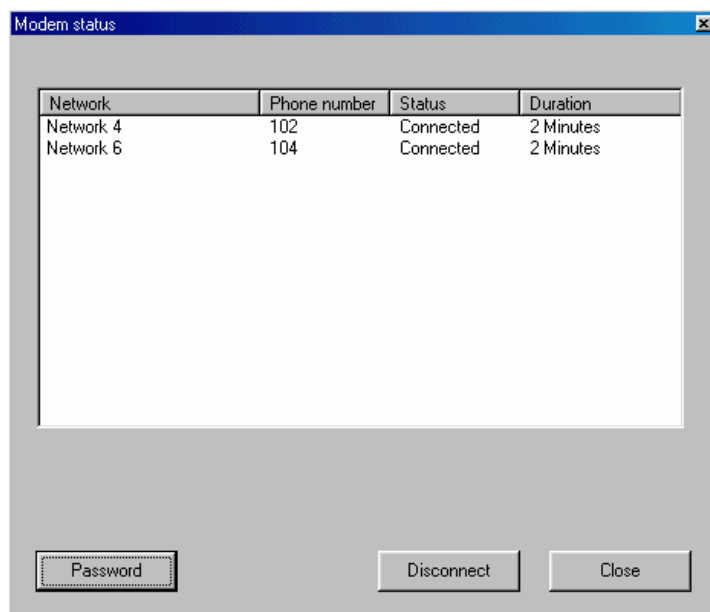 Modem status
Network Phone number Status Duration
Network 4 102 Connected 2 Minutes
Network 6 104 Connected 2 Minutes
Password Disconnect Close